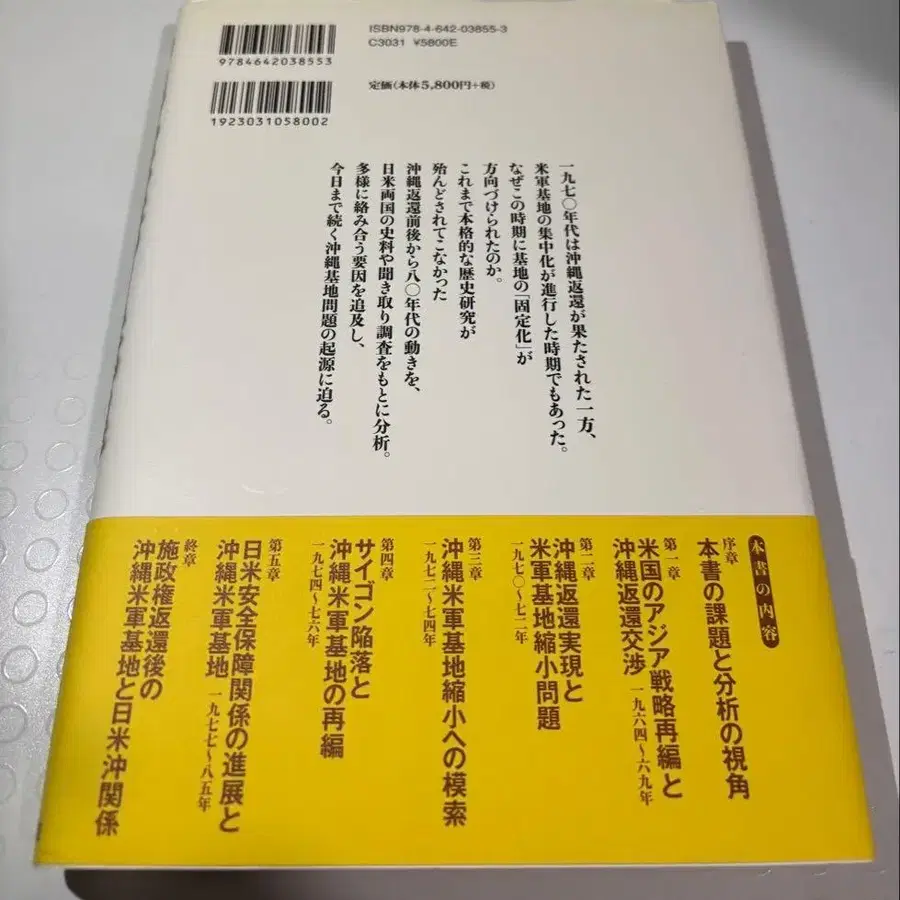 ISBN978-4-642-03855-3
C3031 ¥5800E
9784642038553
定価(本体5,800円+税)
1923031058002
一九七〇年代は沖縄返還が果たされた一方、
米軍基地の集中化が進行した時期でもあった。
なぜこの時期に基地の「固定化」が
方向づけられたのか。
これまで本格的な歴史研究が
殆んどされてこなかった
沖縄返還前後から八〇年代の動きを、
日米両国の史料や聞き取り調査をもとに分析。
多様に絡み合う要因を追及し、
今日まで続く沖縄基地問題の起源に迫る。
本書の内容
序章
本書の課題と分析の視角
第一章
米国のアジア戦略再編と
沖縄返還交渉 一九六四〜六九年
第二章
沖縄返還実現と
米軍基地縮小問題
一九七〇〜七二年
第三章
沖縄米軍基地縮小への模索
一九七二〜七四年
第四章
サイゴン陥落と
沖縄米軍基地の再編
一九七四〜七六年
第五章
日米安全保障関係の進展と
沖縄米軍基地 一九七七〜八五年
終章
施政権返還後の
沖縄米軍基地と日米沖関係